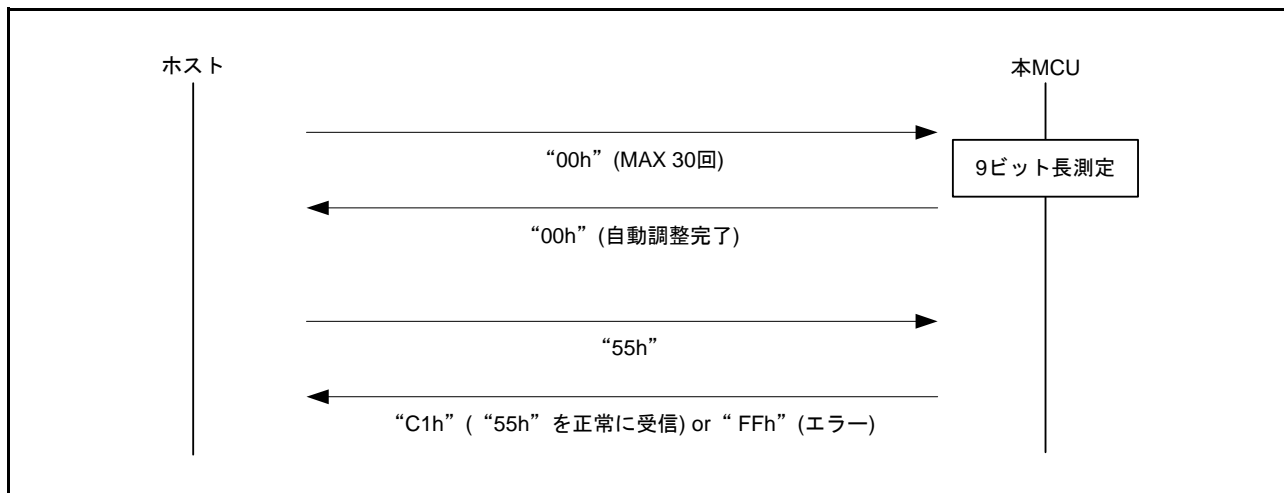 ホスト
本MCU
“00h” (MAX 30回)
9ビット長測定
“00h” (自動調整完了)
“55h”
“C1h” ( “55h” を正常に受信) or “ FFh” (エラー)